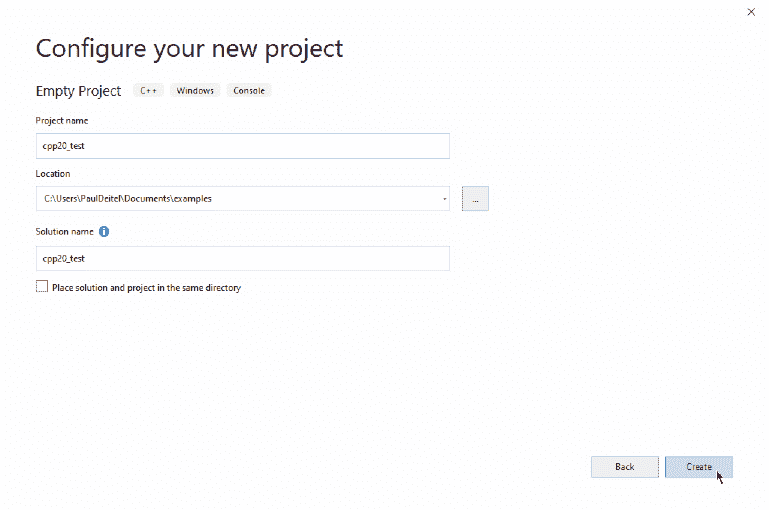 Configure your new project
Empty Project C++ Windows Console
Project name
cpp20_test
Location
C:\Users\PaulDeitel\Documents\examples
...
Solution name
cpp20_test
Place solution and project in the same directory
Back Create